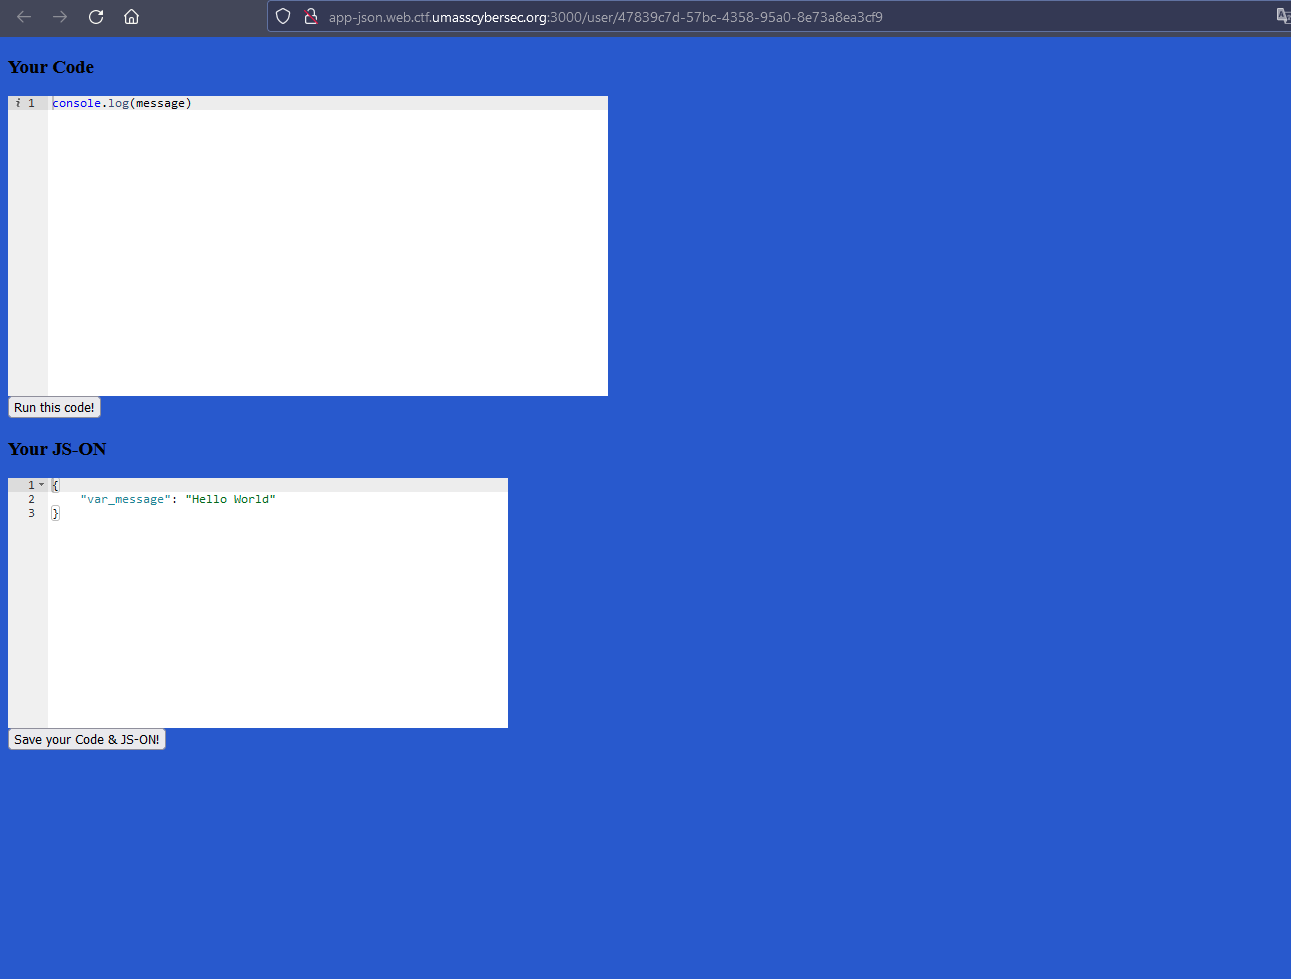 app-json.web.ctf.umasscybersec.org:3000/user/47839c7d-57bc-4358-95a0-8e73a8ea3cf9
Your Code
i 1 console.log(message)
Run this code!
Your JS-ON
1 {
2 "var_message": "Hello World"
3 }
Save your Code & JS-ON!